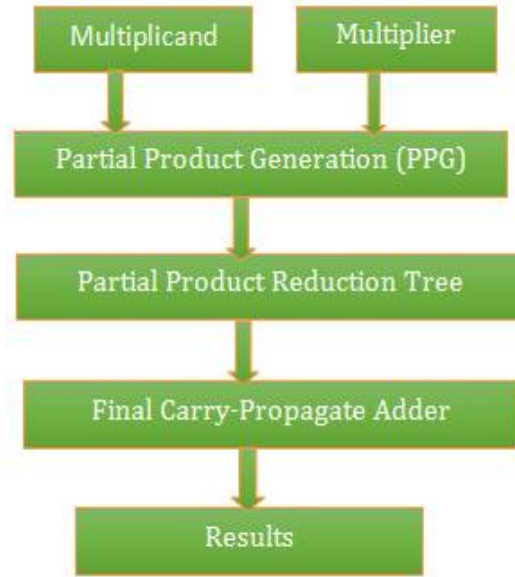 Multiplicand
Multiplier
Partial Product Generation (PPG)
Partial Product Reduction Tree
Final Carry-Propagate Adder
Results